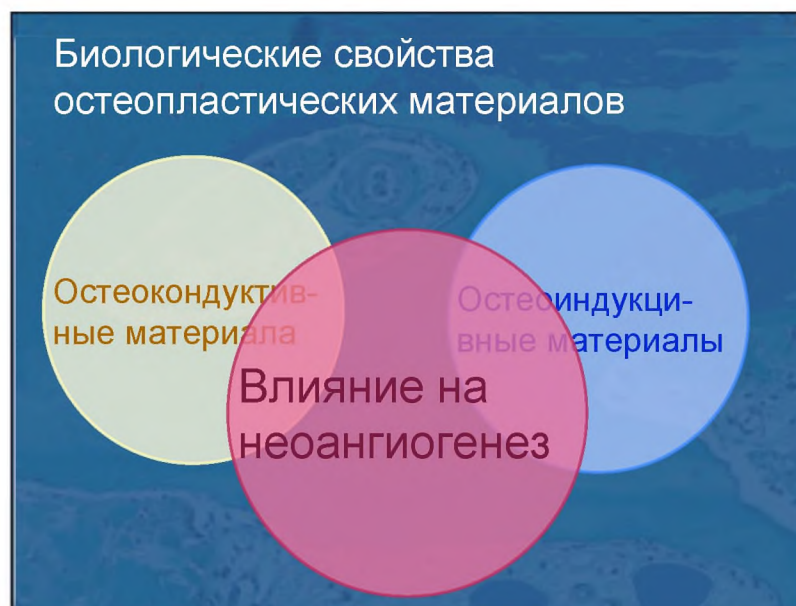 Биологические свойства
остеопластических материалов
Остеокондуктив-
ные материала
Остеоиндукци-
вные материалы
Влияние на
неоангиогенез